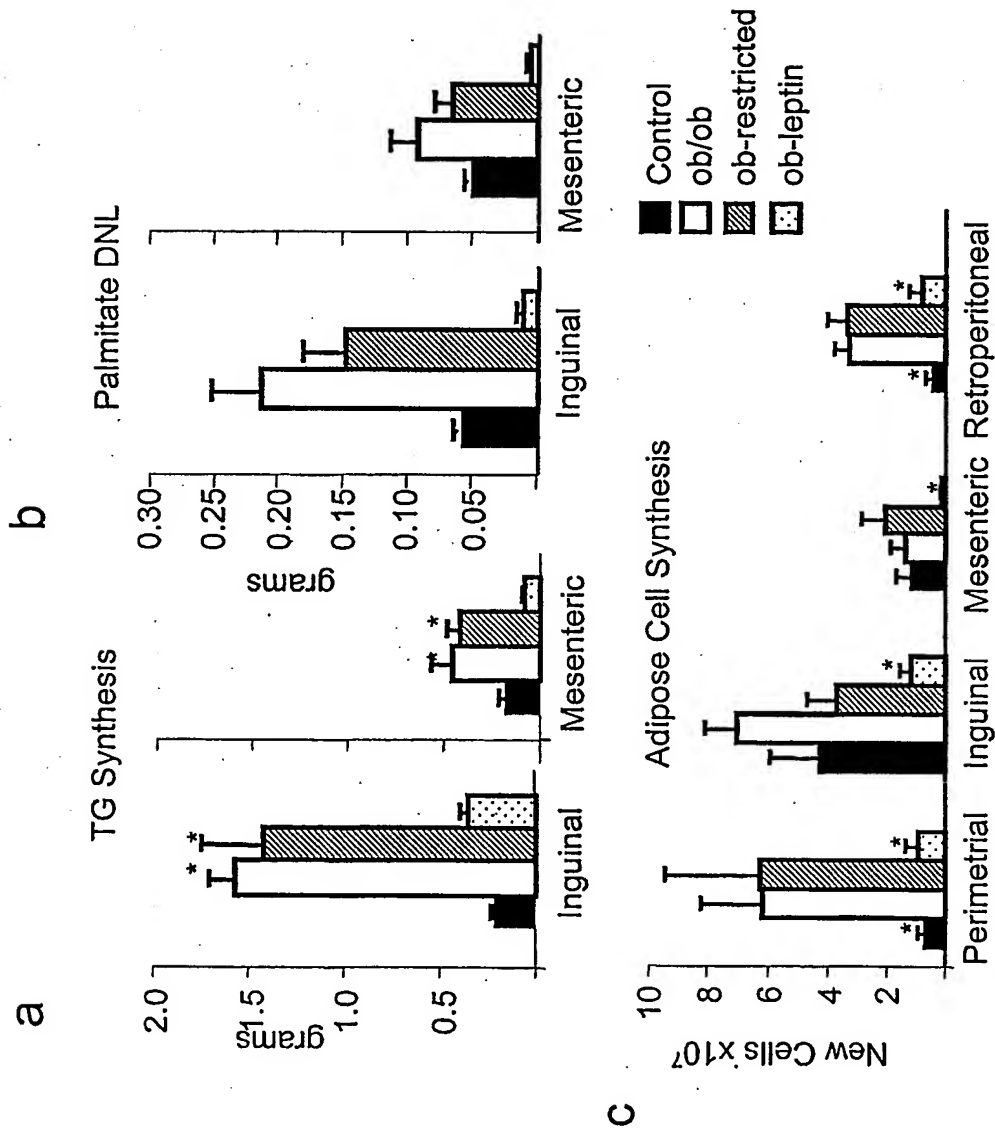 a
TG Synthesis
2.0
1.5
1.0
0.5
grams
Inguinal
Mesenteric
b
Palmitate DNL
0.30
0.25
0.20
0.15
0.10
0.05
grams
Inguinal
Mesenteric
c
Adipose Cell Synthesis
10
8
6
4
2
New Cells x10⁷
Perimetrial
Inguinal
Mesenteric
Retroperitoneal
Control
ob/ob
ob-restricted
ob-leptin
*
*
*
*
*
*
*
*
*
*